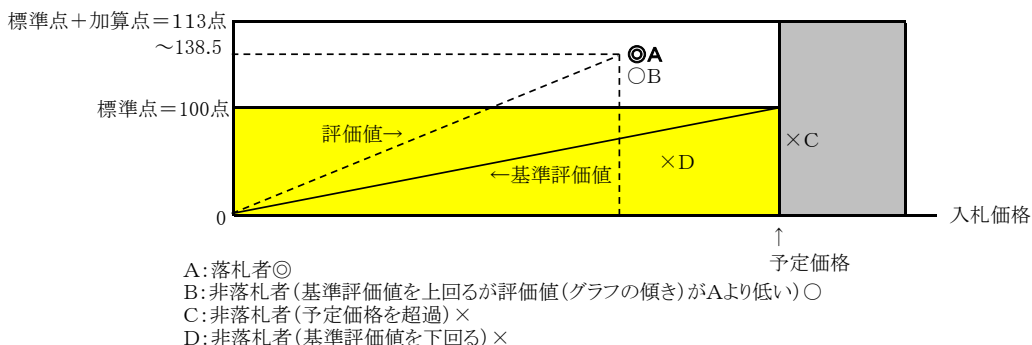 標準点＋加算点＝113点
～138.5
◎A
○B
標準点＝100点
評価値→
×C
×D
←基準評価値
0
入札価格
↑
予定価格
A：落札者◎
B：非落札者（基準評価値を上回るが評価値（グラフの傾き）がAより低い）○
C：非落札者（予定価格を超過）×
D：非落札者（基準評価値を下回る）×